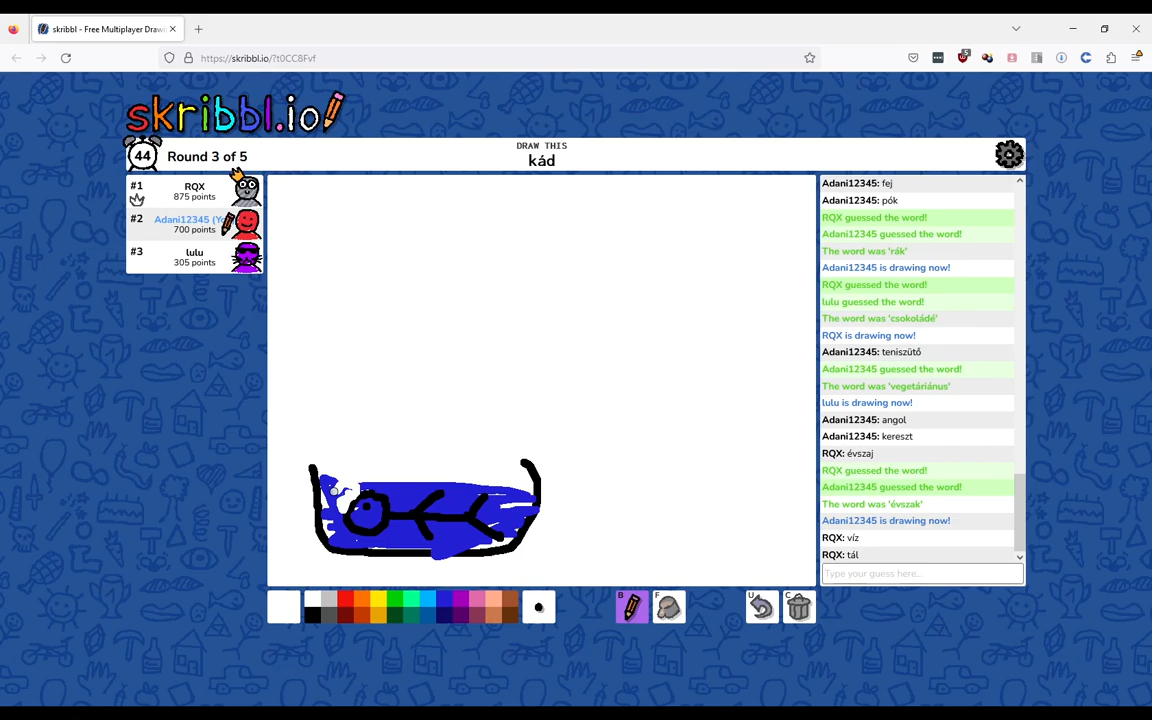 skribbl - Free Multiplayer Drawi
https://skribbl.io/?t0CC8Fvf
5
skribbl.io
44
Round 3 of 5
DRAW THIS
kád
#1
RQX
875 points
#2
Adani12345 (Yo
700 points
#3
lulu
305 points
Adani12345: fej
Adani12345: pók
RQX guessed the word!
Adani12345 guessed the word!
The word was 'rák'
Adani12345 is drawing now!
RQX guessed the word!
lulu guessed the word!
The word was 'csokoládé'
RQX is drawing now!
Adani12345: teniszütő
Adani12345 guessed the word!
The word was 'vegetáriánus'
lulu is drawing now!
Adani12345: angol
Adani12345: kereszt
RQX: évszaj
RQX guessed the word!
Adani12345 guessed the word!
The word was 'évszak'
Adani12345 is drawing now!
RQX: víz
RQX: tál
Type your guess here...
B
F
U
C